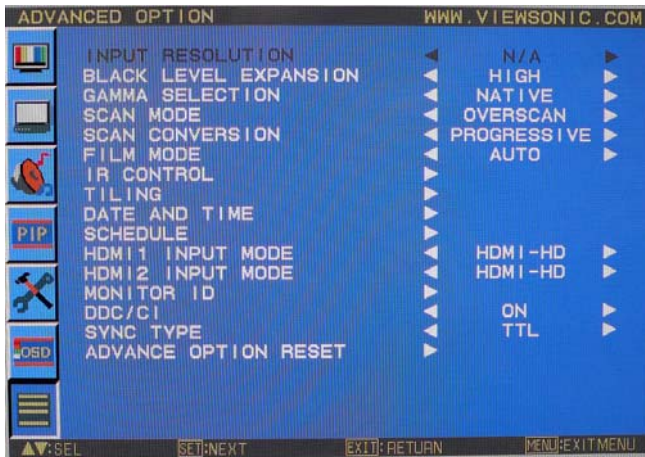 ADVANCED OPTION WWW.VIEWSONIC.COM
INPUT RESOLUTION ◀ N/A ▶
BLACK LEVEL EXPANSION ◀ HIGH ▶
GAMMA SELECTION ◀ NATIVE ▶
SCAN MODE ◀ OVERSCAN ▶
SCAN CONVERSION ◀ PROGRESSIVE ▶
FILM MODE ◀ AUTO ▶
IR CONTROL ▶
TILING ▶
DATE AND TIME ▶
SCHEDULE ▶
HDMI1 INPUT MODE ◀ HDMI-HD ▶
HDMI2 INPUT MODE ◀ HDMI-HD ▶
MONITOR ID ▶
DDC/CI ◀ ON ▶
SYNC TYPE ◀ TTL ▶
ADVANCE OPTION RESET ▶
PIP
OSD
▲▼:SEL SET:NEXT EXIT:RETURN MENU:EXITMENU